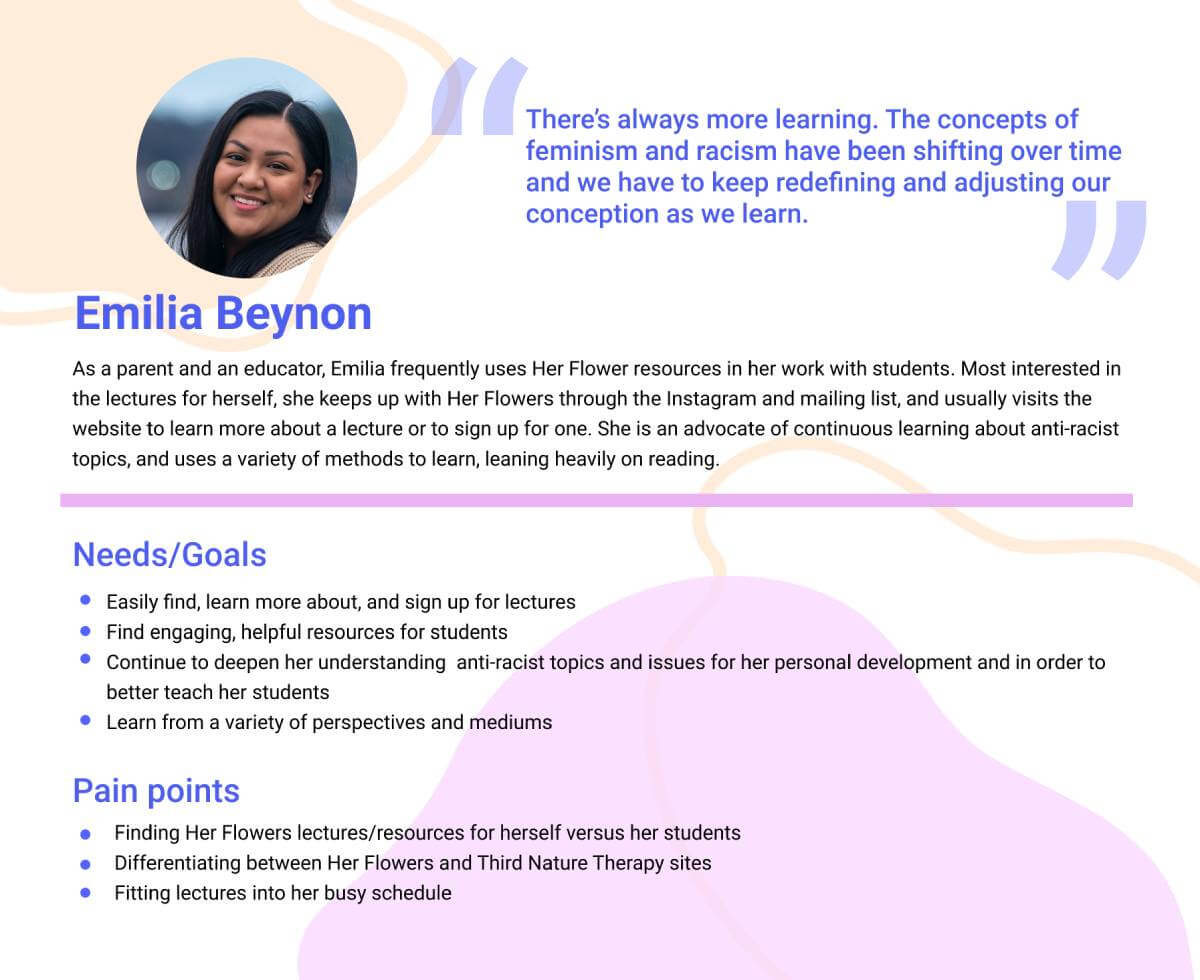 There’s always more learning. The concepts of
feminism and racism have been shifting over time
and we have to keep redefining and adjusting our
conception as we learn.
Emilia Beynon
As a parent and an educator, Emilia frequently uses Her Flower resources in her work with students. Most interested in
the lectures for herself, she keeps up with Her Flowers through the Instagram and mailing list, and usually visits the
website to learn more about a lecture or to sign up for one. She is an advocate of continuous learning about anti-racist
topics, and uses a variety of methods to learn, leaning heavily on reading.
Needs/Goals
Easily find, learn more about, and sign up for lectures
Find engaging, helpful resources for students
Continue to deepen her understanding  anti-racist topics and issues for her personal development and in order to
better teach her students
Learn from a variety of perspectives and mediums
Pain points
Finding Her Flowers lectures/resources for herself versus her students
Differentiating between Her Flowers and Third Nature Therapy sites
Fitting lectures into her busy schedule